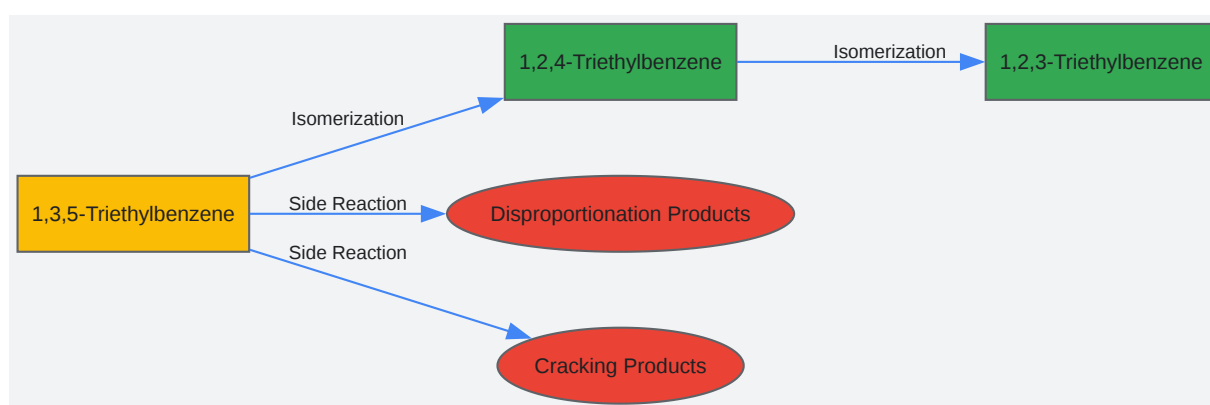 1,2,4-Triethylbenzene
Isomerization
1,2,3-Triethylbenzene
Isomerization
1,3,5-Triethylbenzene
Side Reaction
Disproportionation Products
Side Reaction
Cracking Products